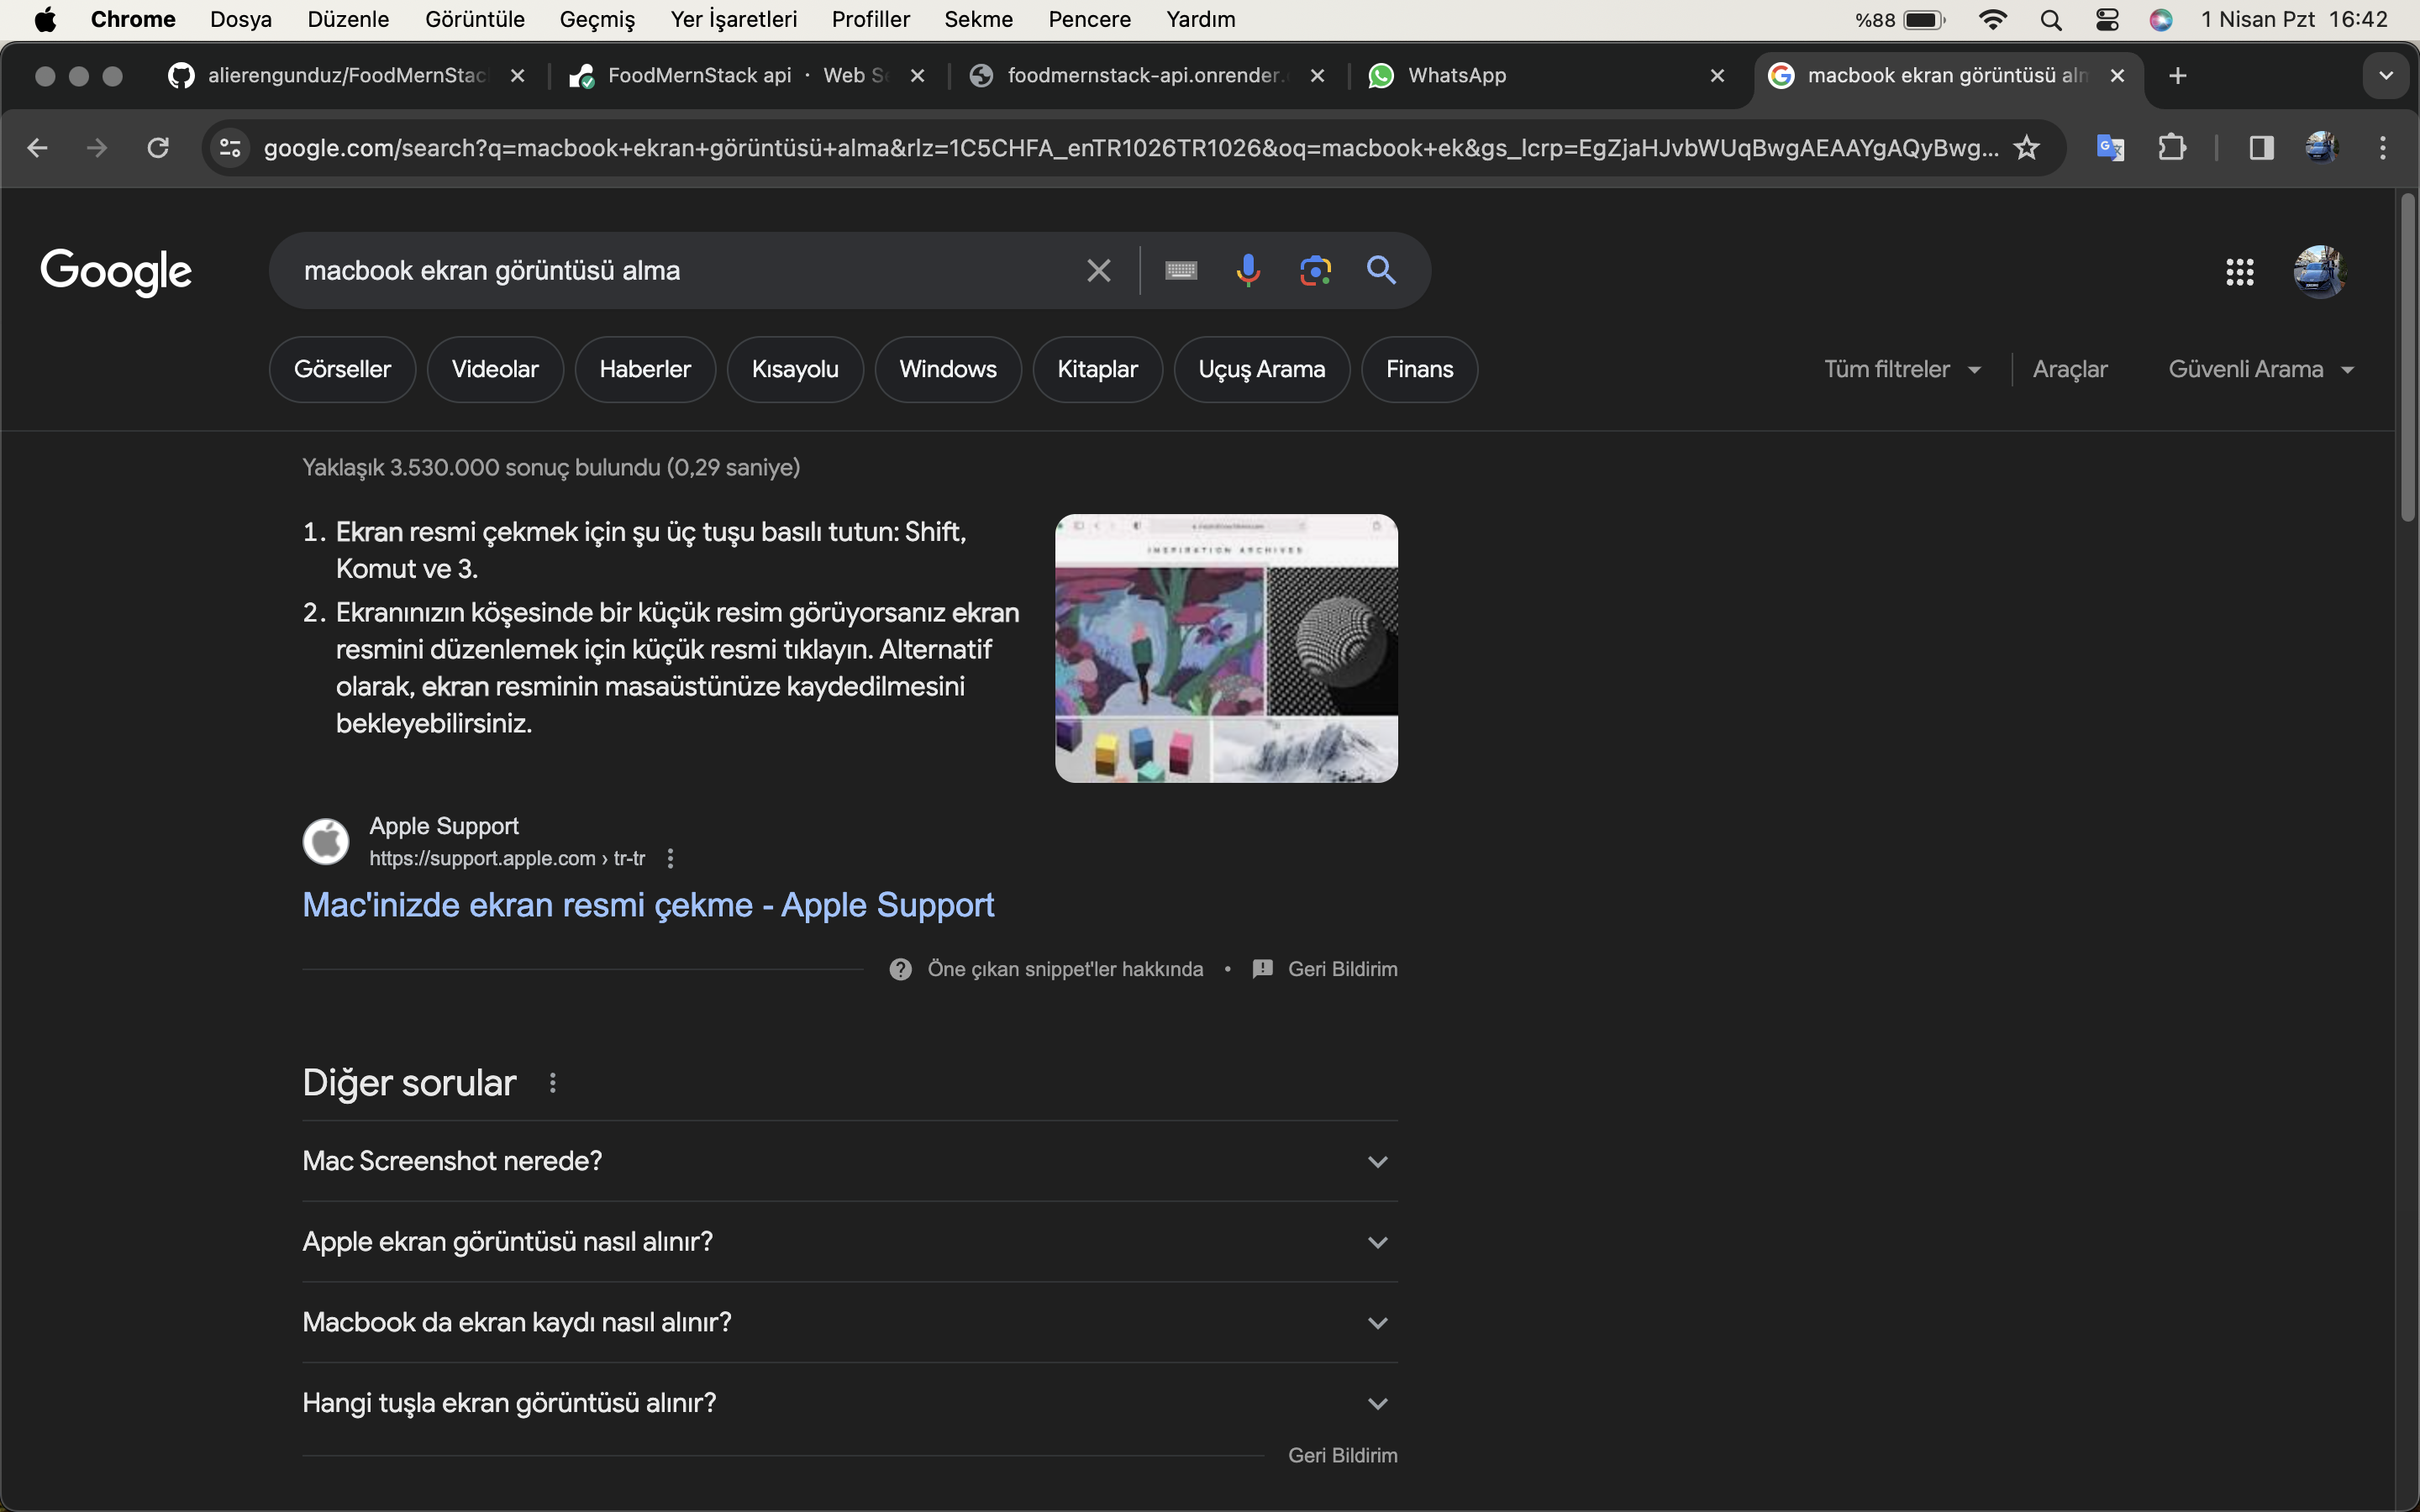 Chrome Dosya Düzenle Görüntüle Geçmiş Yer İşaretleri Profiller Sekme Pencere Yardım %88 1 Nisan Pzt 16:42
alierengunduz/FoodMernStac FoodMernStack api · Web Se foodmernstack-api.onrender. WhatsApp macbook ekran görüntüsü alm
google.com/search?q=macbook+ekran+görüntüsü+alma&rlz=1C5CHFA_enTR1026TR1026&oq=macbook+ek&gs_lcrp=EgZjaHJvbWUqBwgAEAAYgAQyBwg...
Google macbook ekran görüntüsü alma
Görseller Videolar Haberler Kısayolu Windows Kitaplar Uçuş Arama Finans Tüm filtreler Araçlar Güvenli Arama
Yaklaşık 3.530.000 sonuç bulundu (0,29 saniye)
1. Ekran resmi çekmek için şu üç tuşu basılı tutun: Shift,
Komut ve 3.
2. Ekranınızın köşesinde bir küçük resim görüyorsanız ekran
resmini düzenlemek için küçük resmi tıklayın. Alternatif
olarak, ekran resminin masaüstünüze kaydedilmesini
bekleyebilirsiniz.
INSPIRATION ARCHIVES
Apple Support
https://support.apple.com › tr-tr
Mac'inizde ekran resmi çekme - Apple Support
Öne çıkan snippet'ler hakkında • Geri Bildirim
Diğer sorular
Mac Screenshot nerede?
Apple ekran görüntüsü nasıl alınır?
Macbook da ekran kaydı nasıl alınır?
Hangi tuşla ekran görüntüsü alınır?
Geri Bildirim